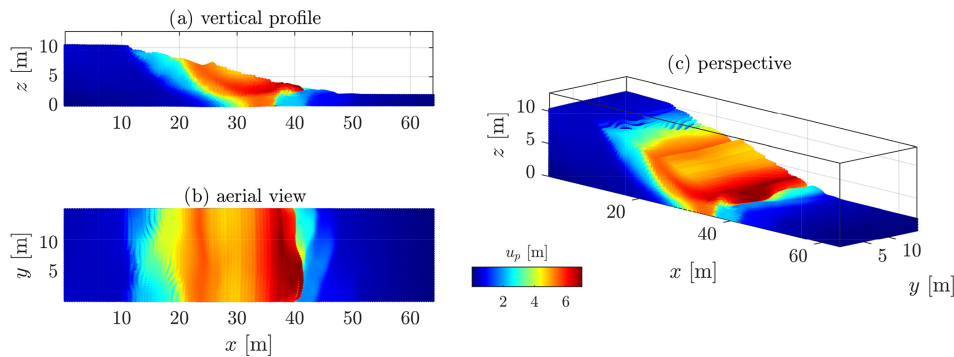 (a) vertical profile
z [m]
10
5
0
10 20 30 40 50 60
(b) aerial view
y [m]
10
5
10 20 30 40 50 60
x [m]
(c) perspective
z [m]
10
5
0
20
40
60
x [m]
5
10
y [m]
u_p [m]
2 4 6